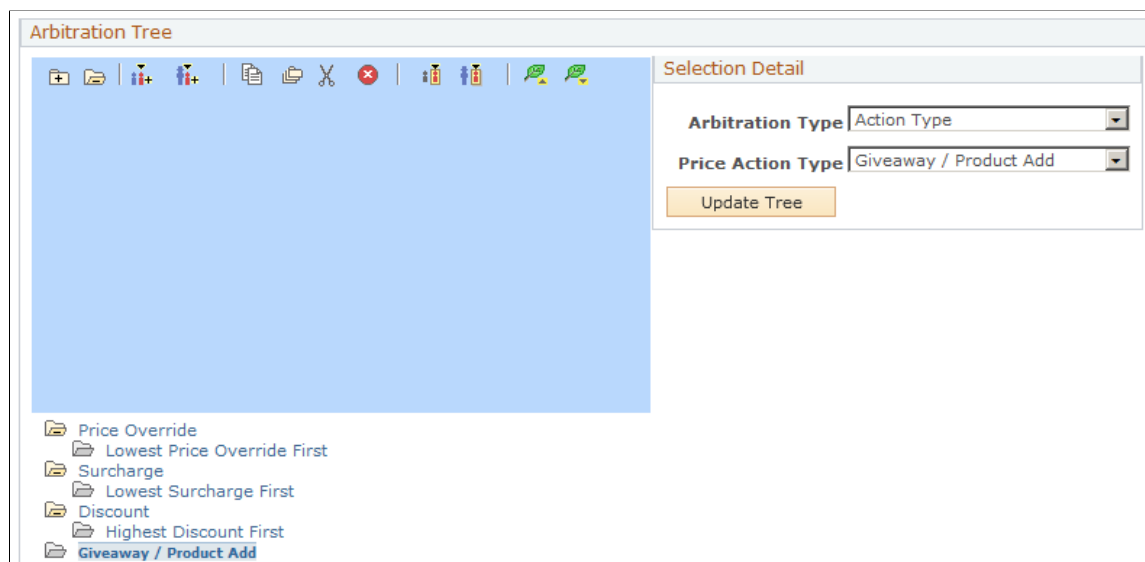 Arbitration Tree
Selection Detail
Arbitration Type Action Type
Price Action Type Giveaway / Product Add
Update Tree
Price Override
Lowest Price Override First
Surcharge
Lowest Surcharge First
Discount
Highest Discount First
Giveaway / Product Add